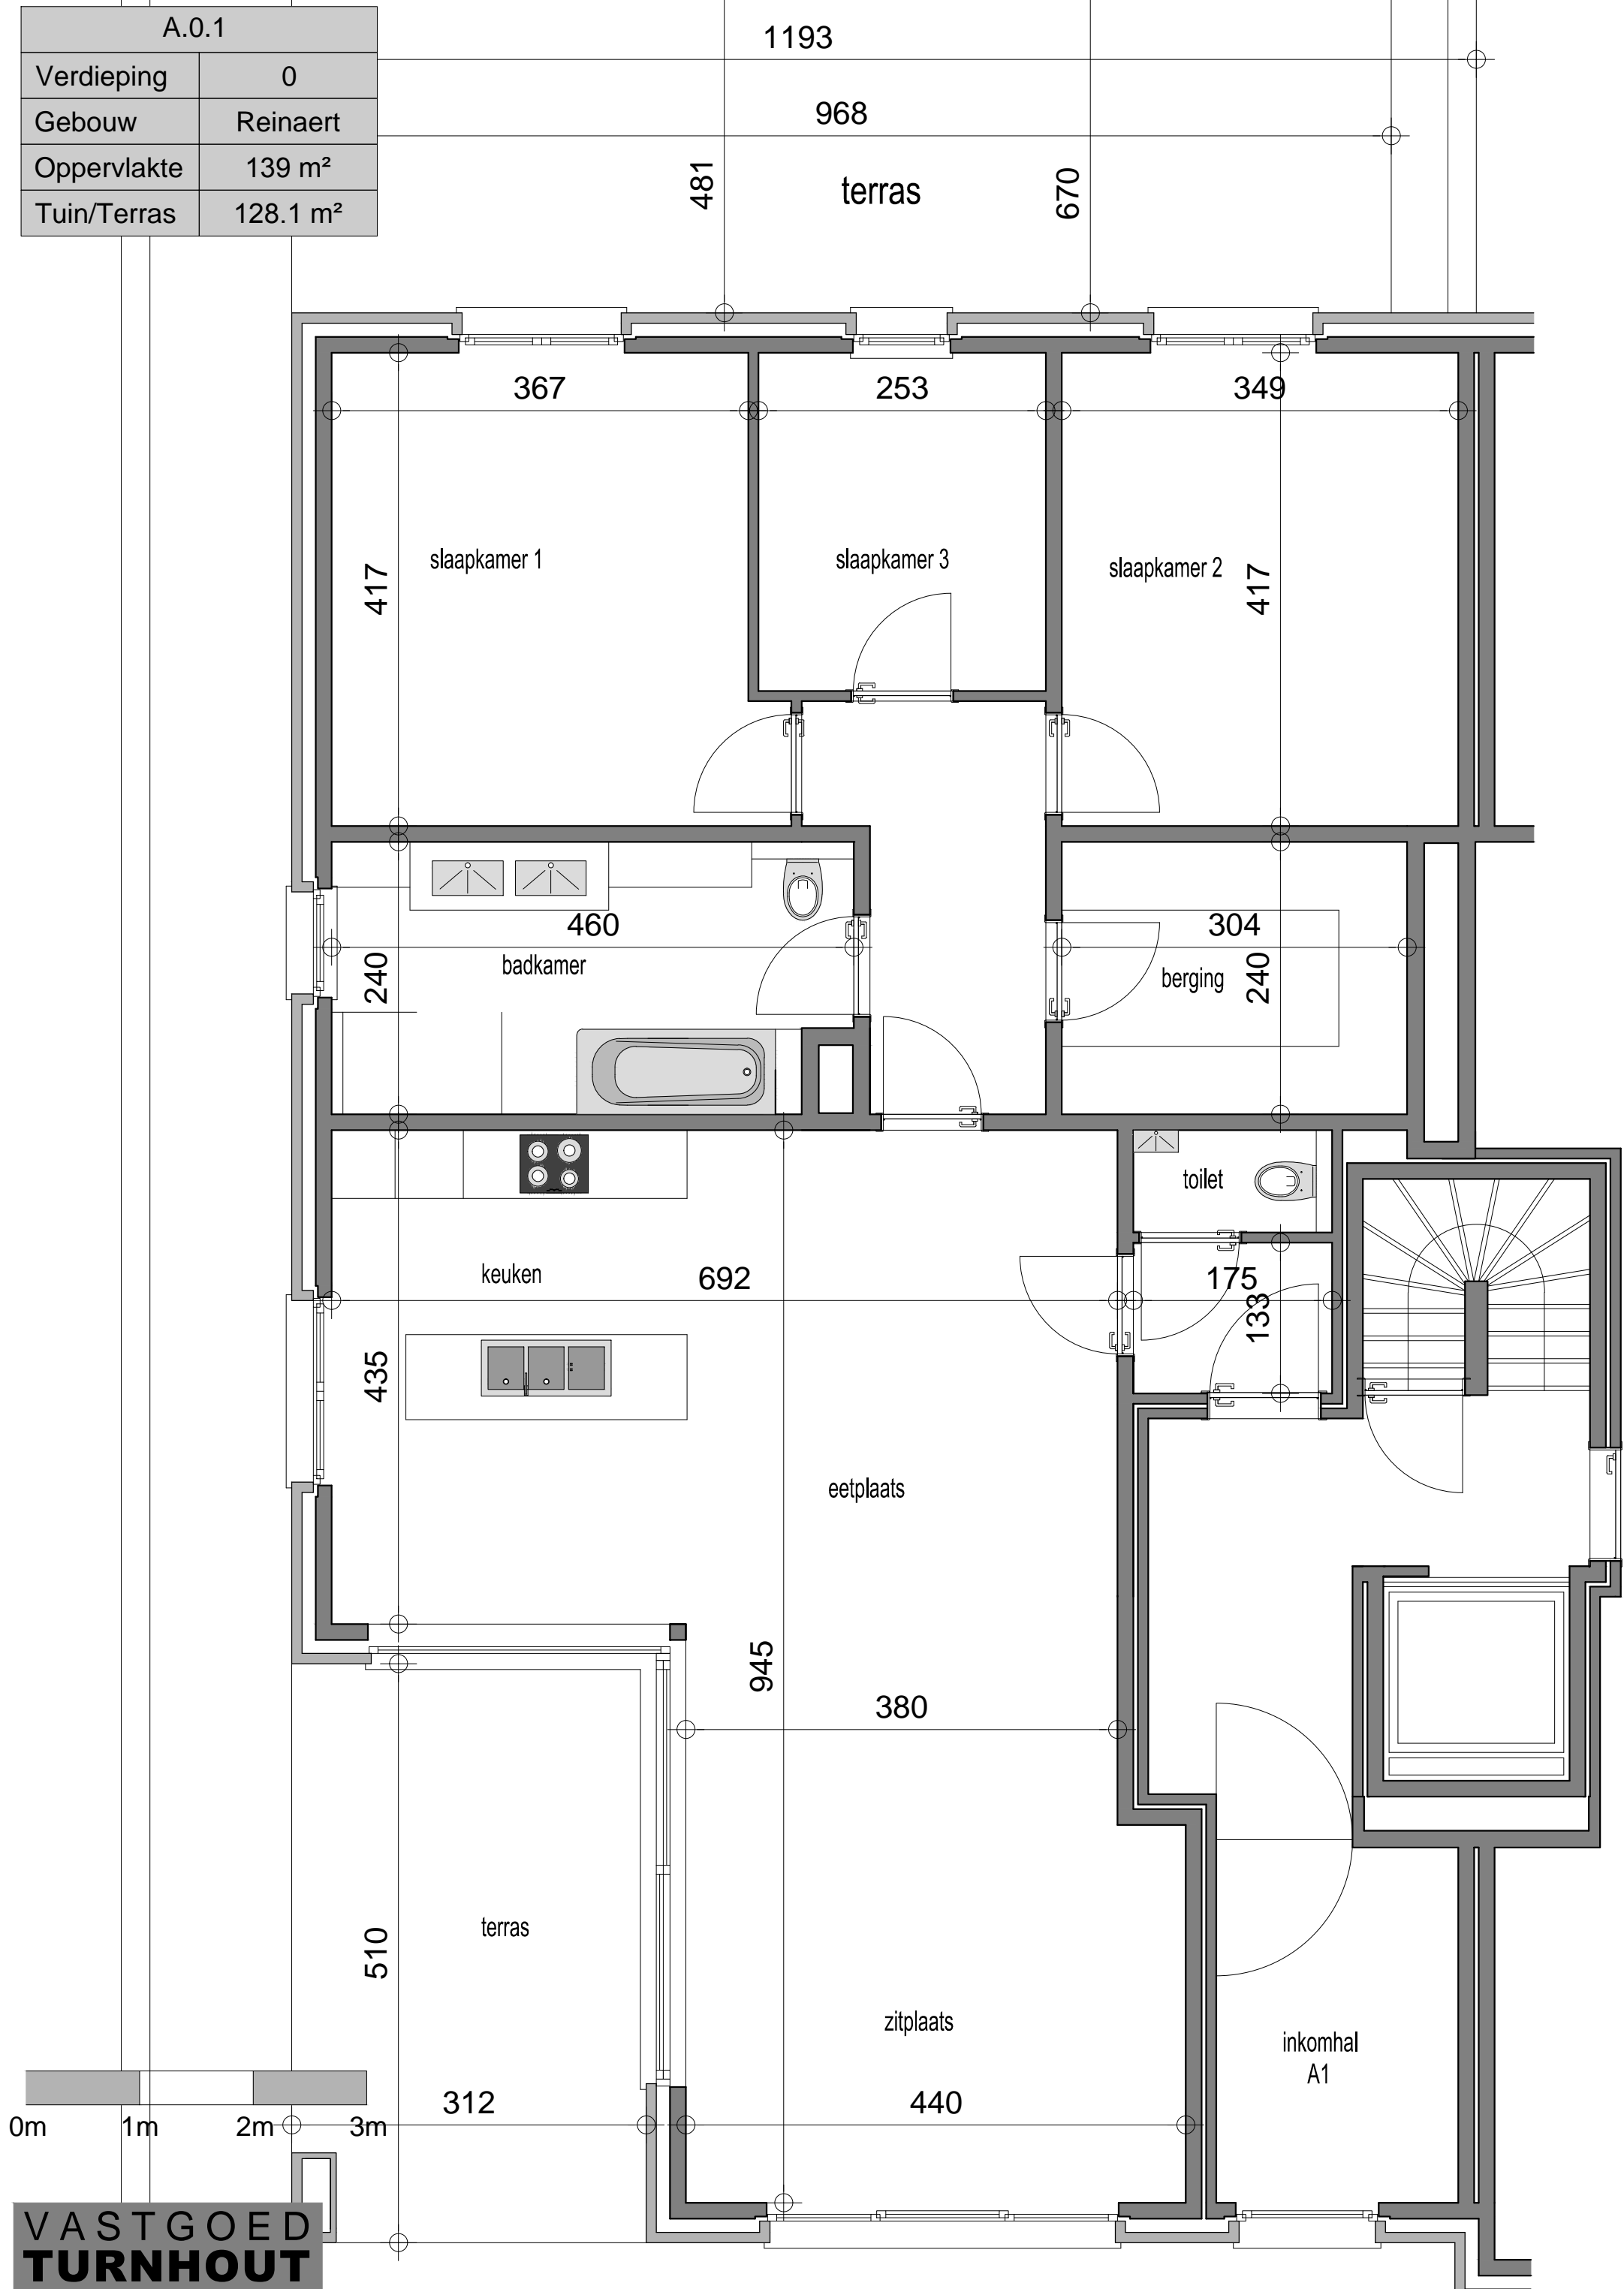 A.0.1
Verdieping 0
Gebouw Reinaert
Oppervlakte 139 m²
Tuin/Terras 128.1 m²
1193
968
481
terras
670
367
253
349
slaapkamer 1
slaapkamer 3
slaapkamer 2
417
417
460
304
badkamer
berging
240
240
toilet
keuken
692
175
133
435
eetplaats
945
380
terras
510
zitplaats
inkomhal
A1
312
440
0m 1m 2m 3m
VASTGOED
TURNHOUT